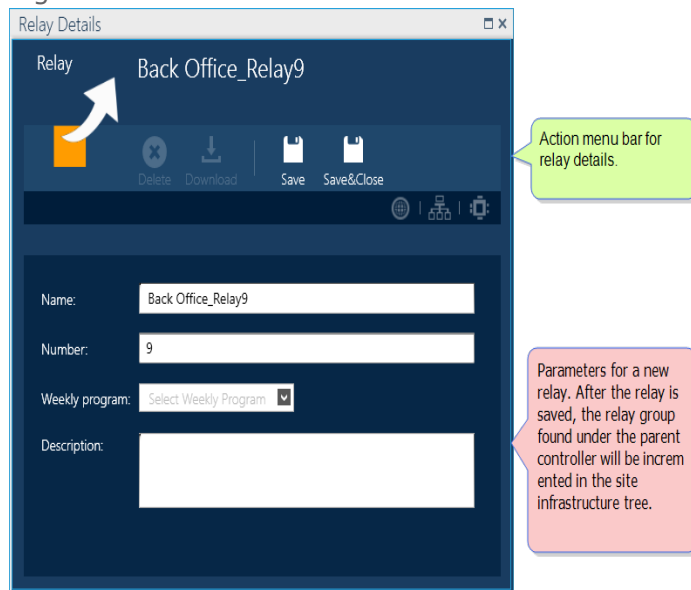 Relay Details
Relay
Back Office_Relay9
Delete Download Save Save&Close
Action menu bar for
relay details.
Name: Back Office_Relay9
Number: 9
Weekly program: Select Weekly Program
Description:
Parameters for a new
relay. After the relay is
saved, the relay group
found under the parent
controller will be increm
ented in the site
infrastructure tree.